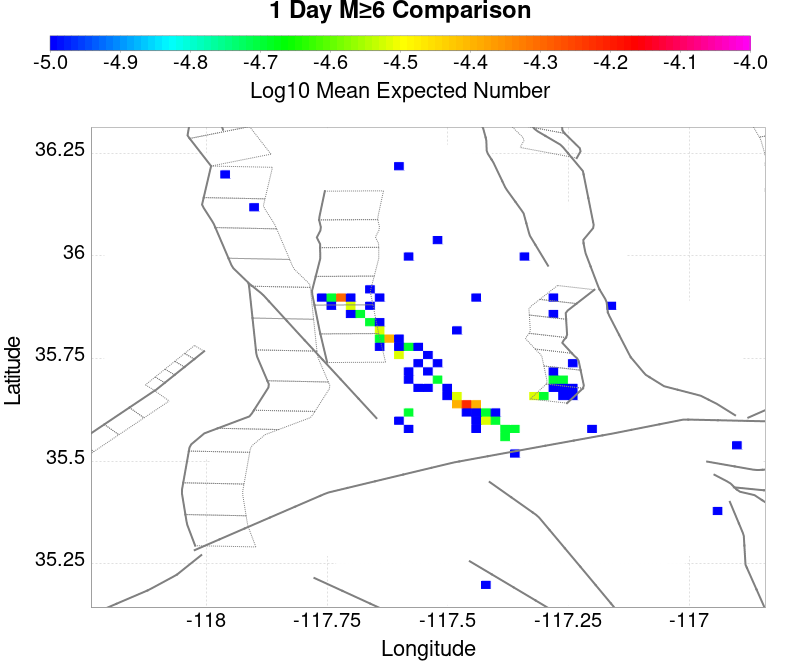 1 Day M≥6 Comparison
-5.0 -4.9 -4.8 -4.7 -4.6 -4.5 -4.4 -4.3 -4.2 -4.1 -4.0
Log10 Mean Expected Number
36.25
36
35.75
35.5
35.25
Latitude
-118 -117.75 -117.5 -117.25 -117
Longitude